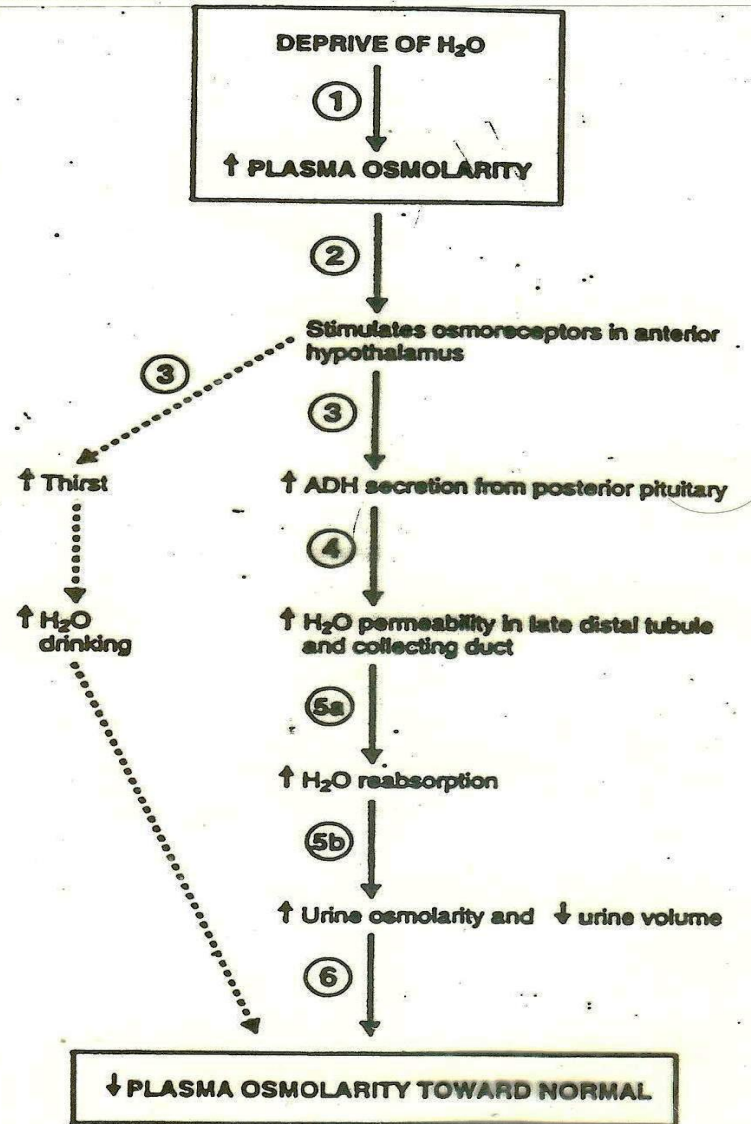 DEPRIVE OF H₂O
①
↑ PLASMA OSMOLARITY
②
Stimulates osmoreceptors in anterior
hypothalamus
③
③
↑ Thirst
↑ ADH secretion from posterior pituitary
④
↑ H₂O
drinking
↑ H₂O permeability in late distal tubule
and collecting duct
5a
↑ H₂O reabsorption
5b
↑ Urine osmolarity and ↓ urine volume
⑥
↓ PLASMA OSMOLARITY TOWARD NORMAL